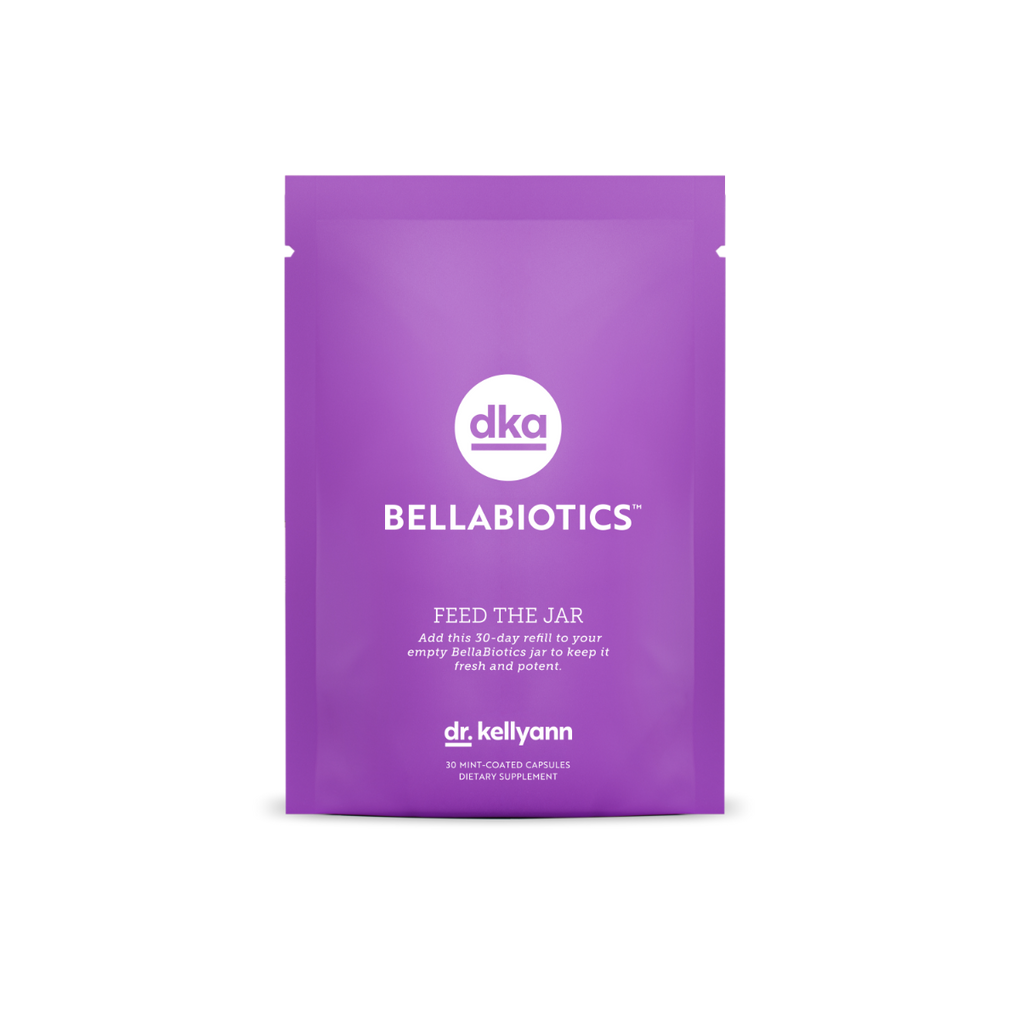 dka
BELLABIOTICS™
FEED THE JAR
Add this 30-day refill to your
empty BellaBiotics jar to keep it
fresh and potent.
dr. kellyann
30 MINT-COATED CAPSULES
DIETARY SUPPLEMENT